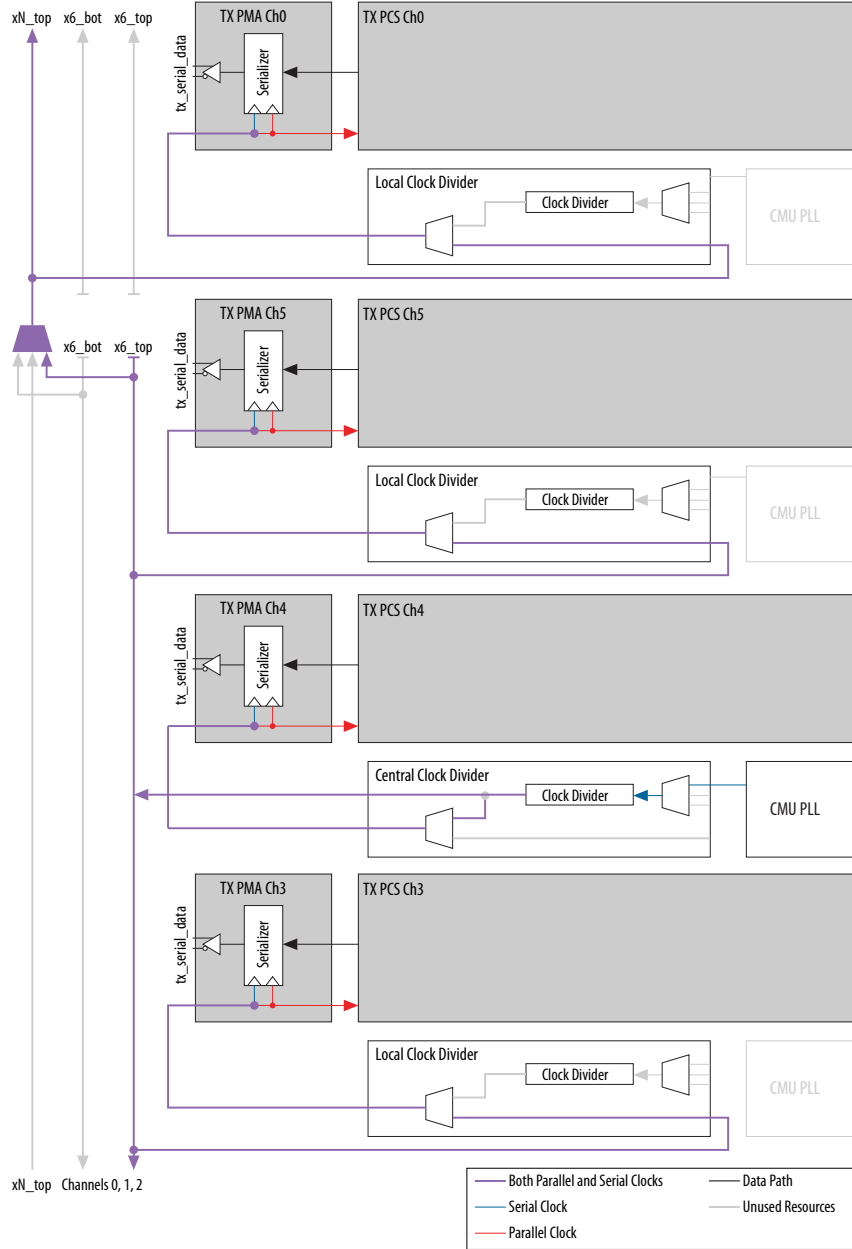 xN_top x6_bot x6_top
TX PMA Ch0
TX PCS Ch0
tx_serial_data
Serializer
Local Clock Divider
Clock Divider
CMU PLL
x6_bot x6_top
TX PMA Ch5
TX PCS Ch5
tx_serial_data
Serializer
Local Clock Divider
Clock Divider
CMU PLL
TX PMA Ch4
TX PCS Ch4
tx_serial_data
Serializer
Central Clock Divider
Clock Divider
CMU PLL
TX PMA Ch3
TX PCS Ch3
tx_serial_data
Serializer
Local Clock Divider
Clock Divider
CMU PLL
xN_top Channels 0, 1, 2
Both Parallel and Serial Clocks
Data Path
Serial Clock
Unused Resources
Parallel Clock